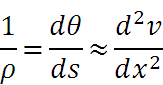 1/ρ = dθ/ds ≈ d²v/dx²